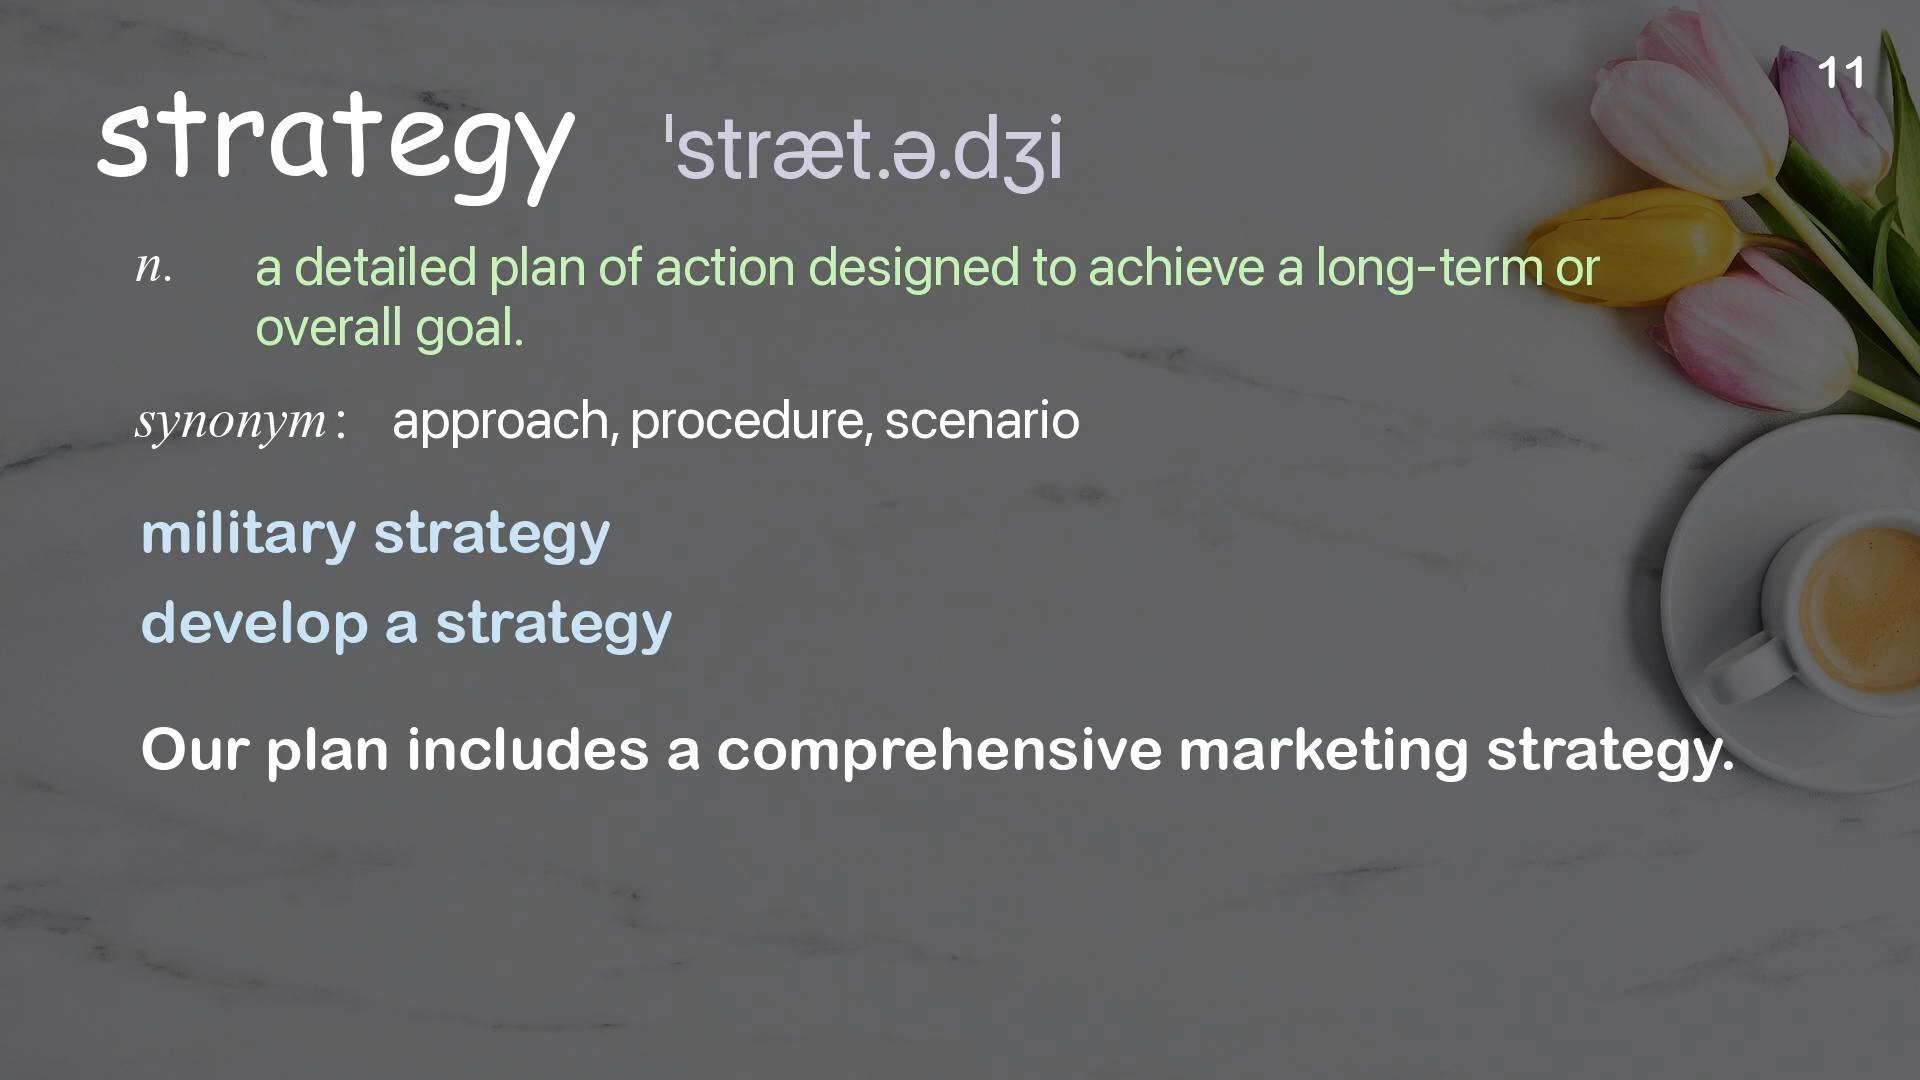 11
strategy ˈstræt.ə.dʒi
n. a detailed plan of action designed to achieve a long-term or
overall goal.
synonym: approach, procedure, scenario
military strategy
develop a strategy
Our plan includes a comprehensive marketing strategy.